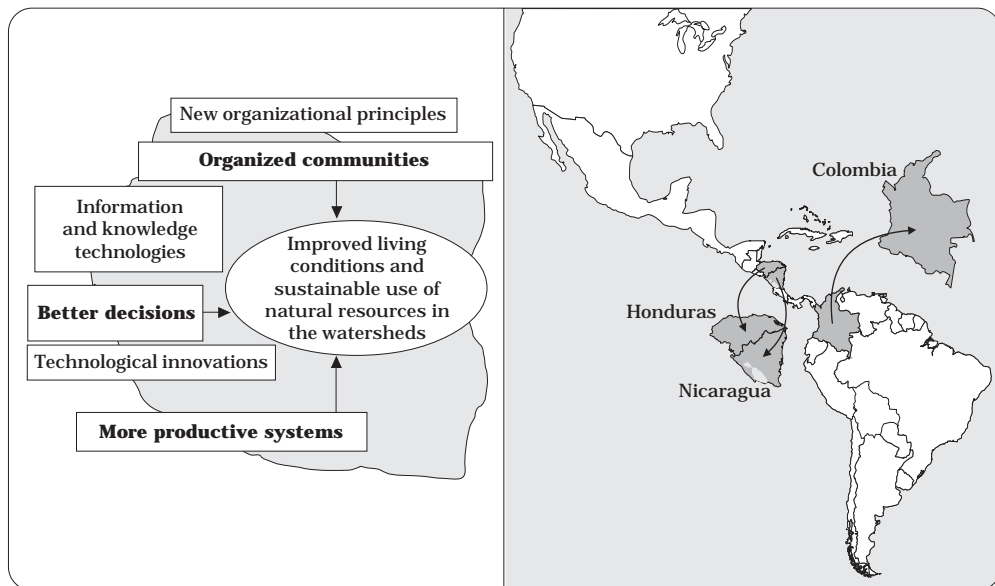 New organizational principles
Organized communities
Information
and knowledge
technologies
Improved living
conditions and
sustainable use of
natural resources in
the watersheds
Better decisions
Technological innovations
More productive systems
Colombia
Honduras
Nicaragua